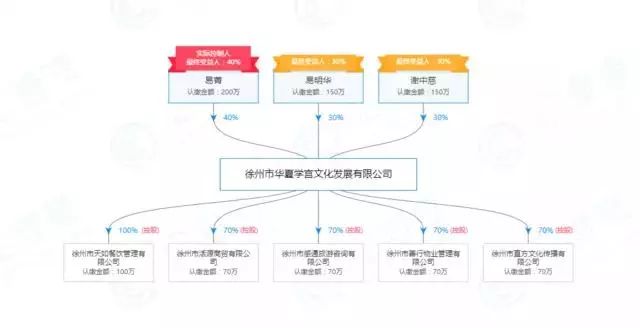 实际控制人
最终受益人：40%
最终受益人：30%
最终受益人：30%
易菁
易明华
谢中慈
认缴金额：200万
认缴金额：150万
认缴金额：150万
40%
30%
30%
徐州市华夏学宫文化发展有限公司
100% (控股)
70% (控股)
70% (控股)
70% (控股)
70% (控股)
徐州市天如餐饮管理有
限公司
认缴金额：100万
徐州市活源商贸有限公
司
认缴金额：70万
徐州市感通旅游咨询有
限公司
认缴金额：70万
徐州市善行物业管理有
限公司
认缴金额：70万
徐州市直方文化传播有
限公司
认缴金额：70万